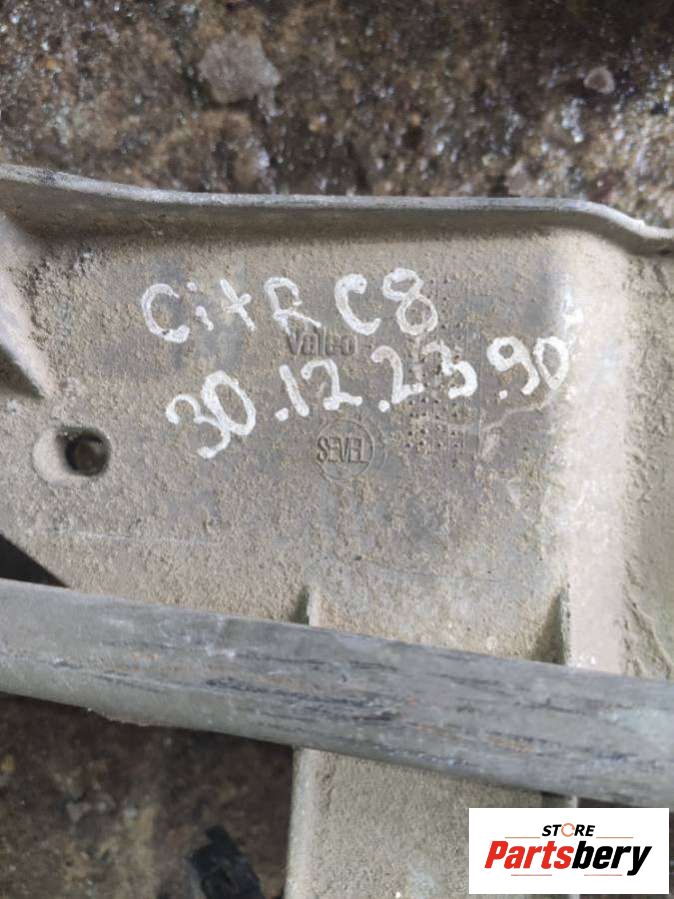 CitR C8
Valeo
30.12.23.90
SEVEL
STORE
Partsbery